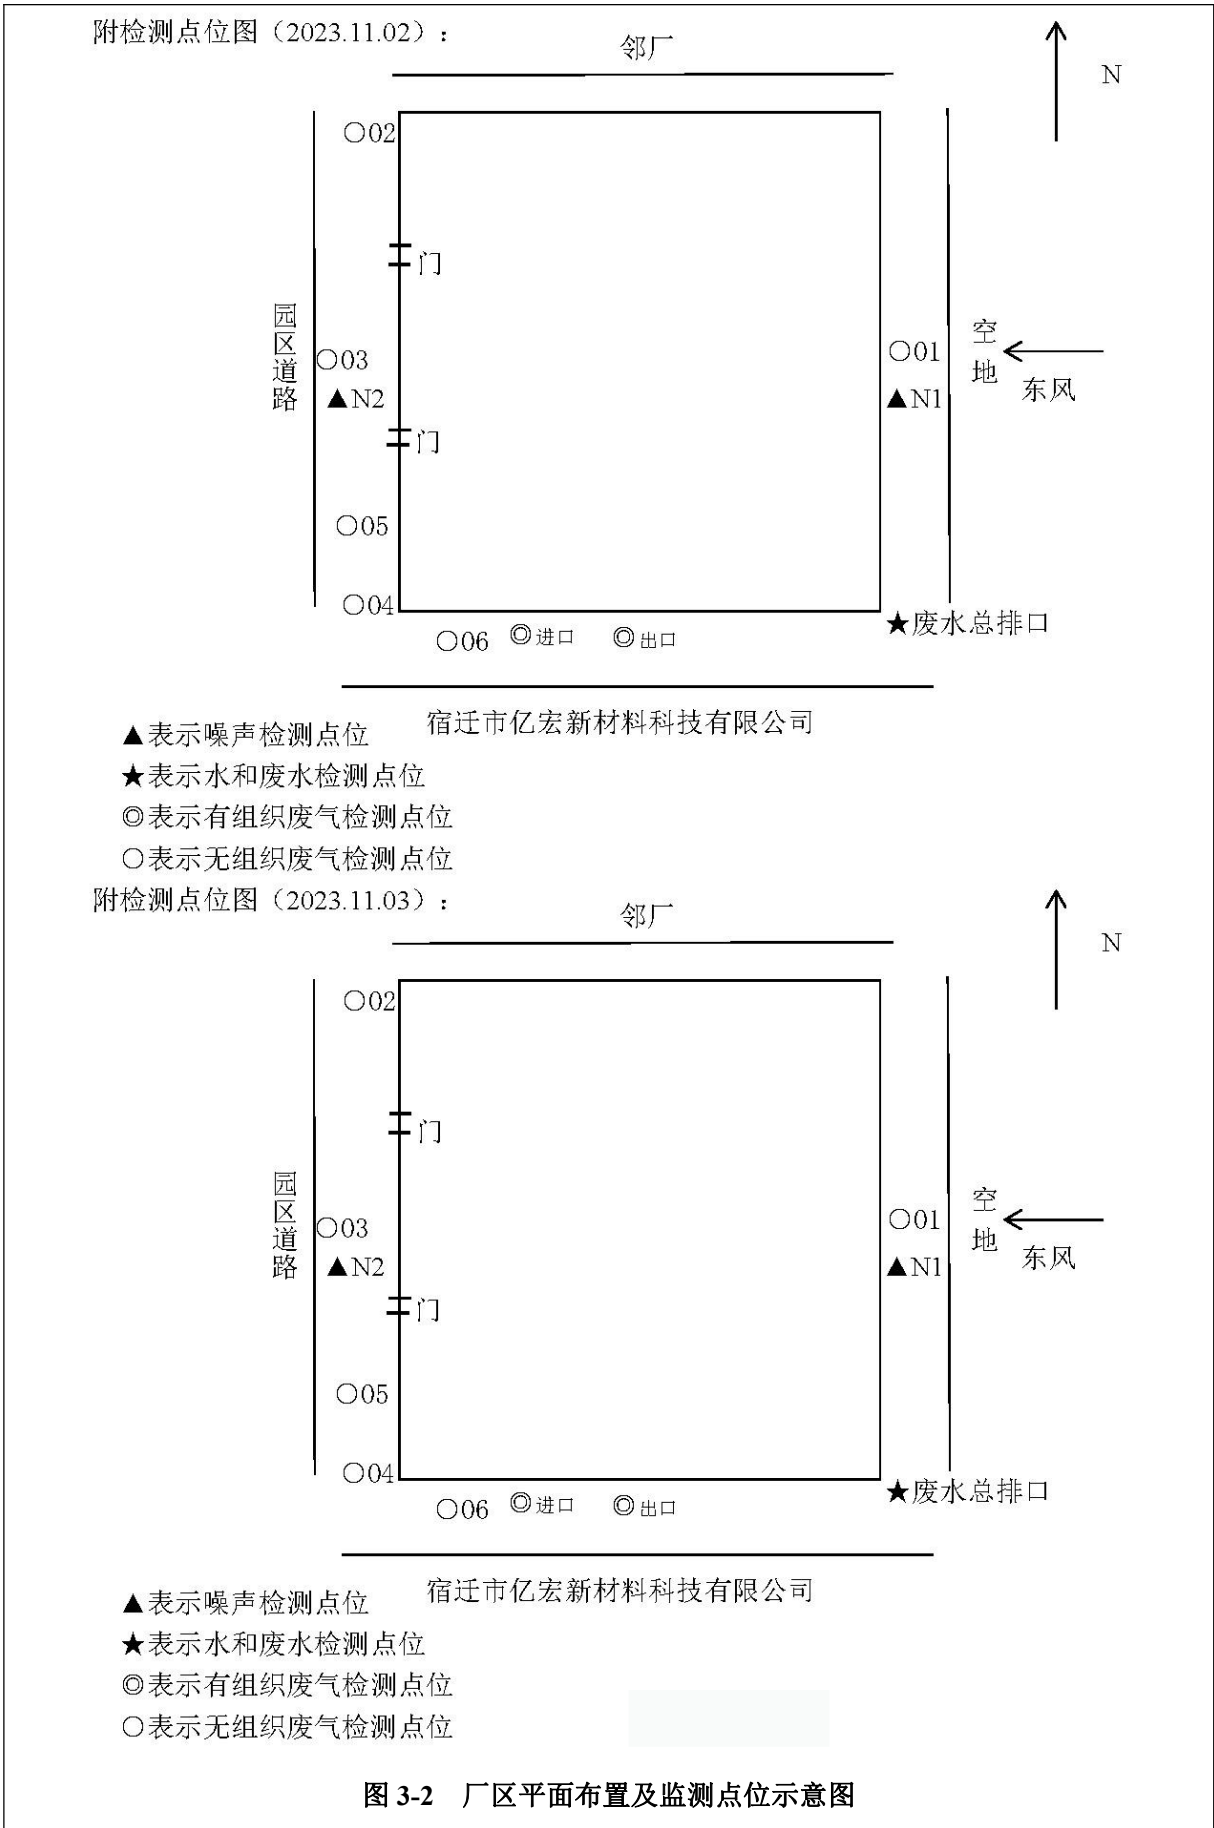 附检测点位图（2023.11.02）：
邻厂
N
○02
门
园区道路
○03
○01
空地
▲N2
▲N1
东风
门
○05
○04
○06
◎进口
◎出口
★废水总排口
宿迁市亿宏新材料科技有限公司
▲表示噪声检测点位
★表示水和废水检测点位
◎表示有组织废气检测点位
○表示无组织废气检测点位
附检测点位图（2023.11.03）：
邻厂
N
○02
门
园区道路
○03
○01
空地
▲N2
▲N1
东风
门
○05
○04
○06
◎进口
◎出口
★废水总排口
宿迁市亿宏新材料科技有限公司
▲表示噪声检测点位
★表示水和废水检测点位
◎表示有组织废气检测点位
○表示无组织废气检测点位
图 3-2 厂区平面布置及监测点位示意图